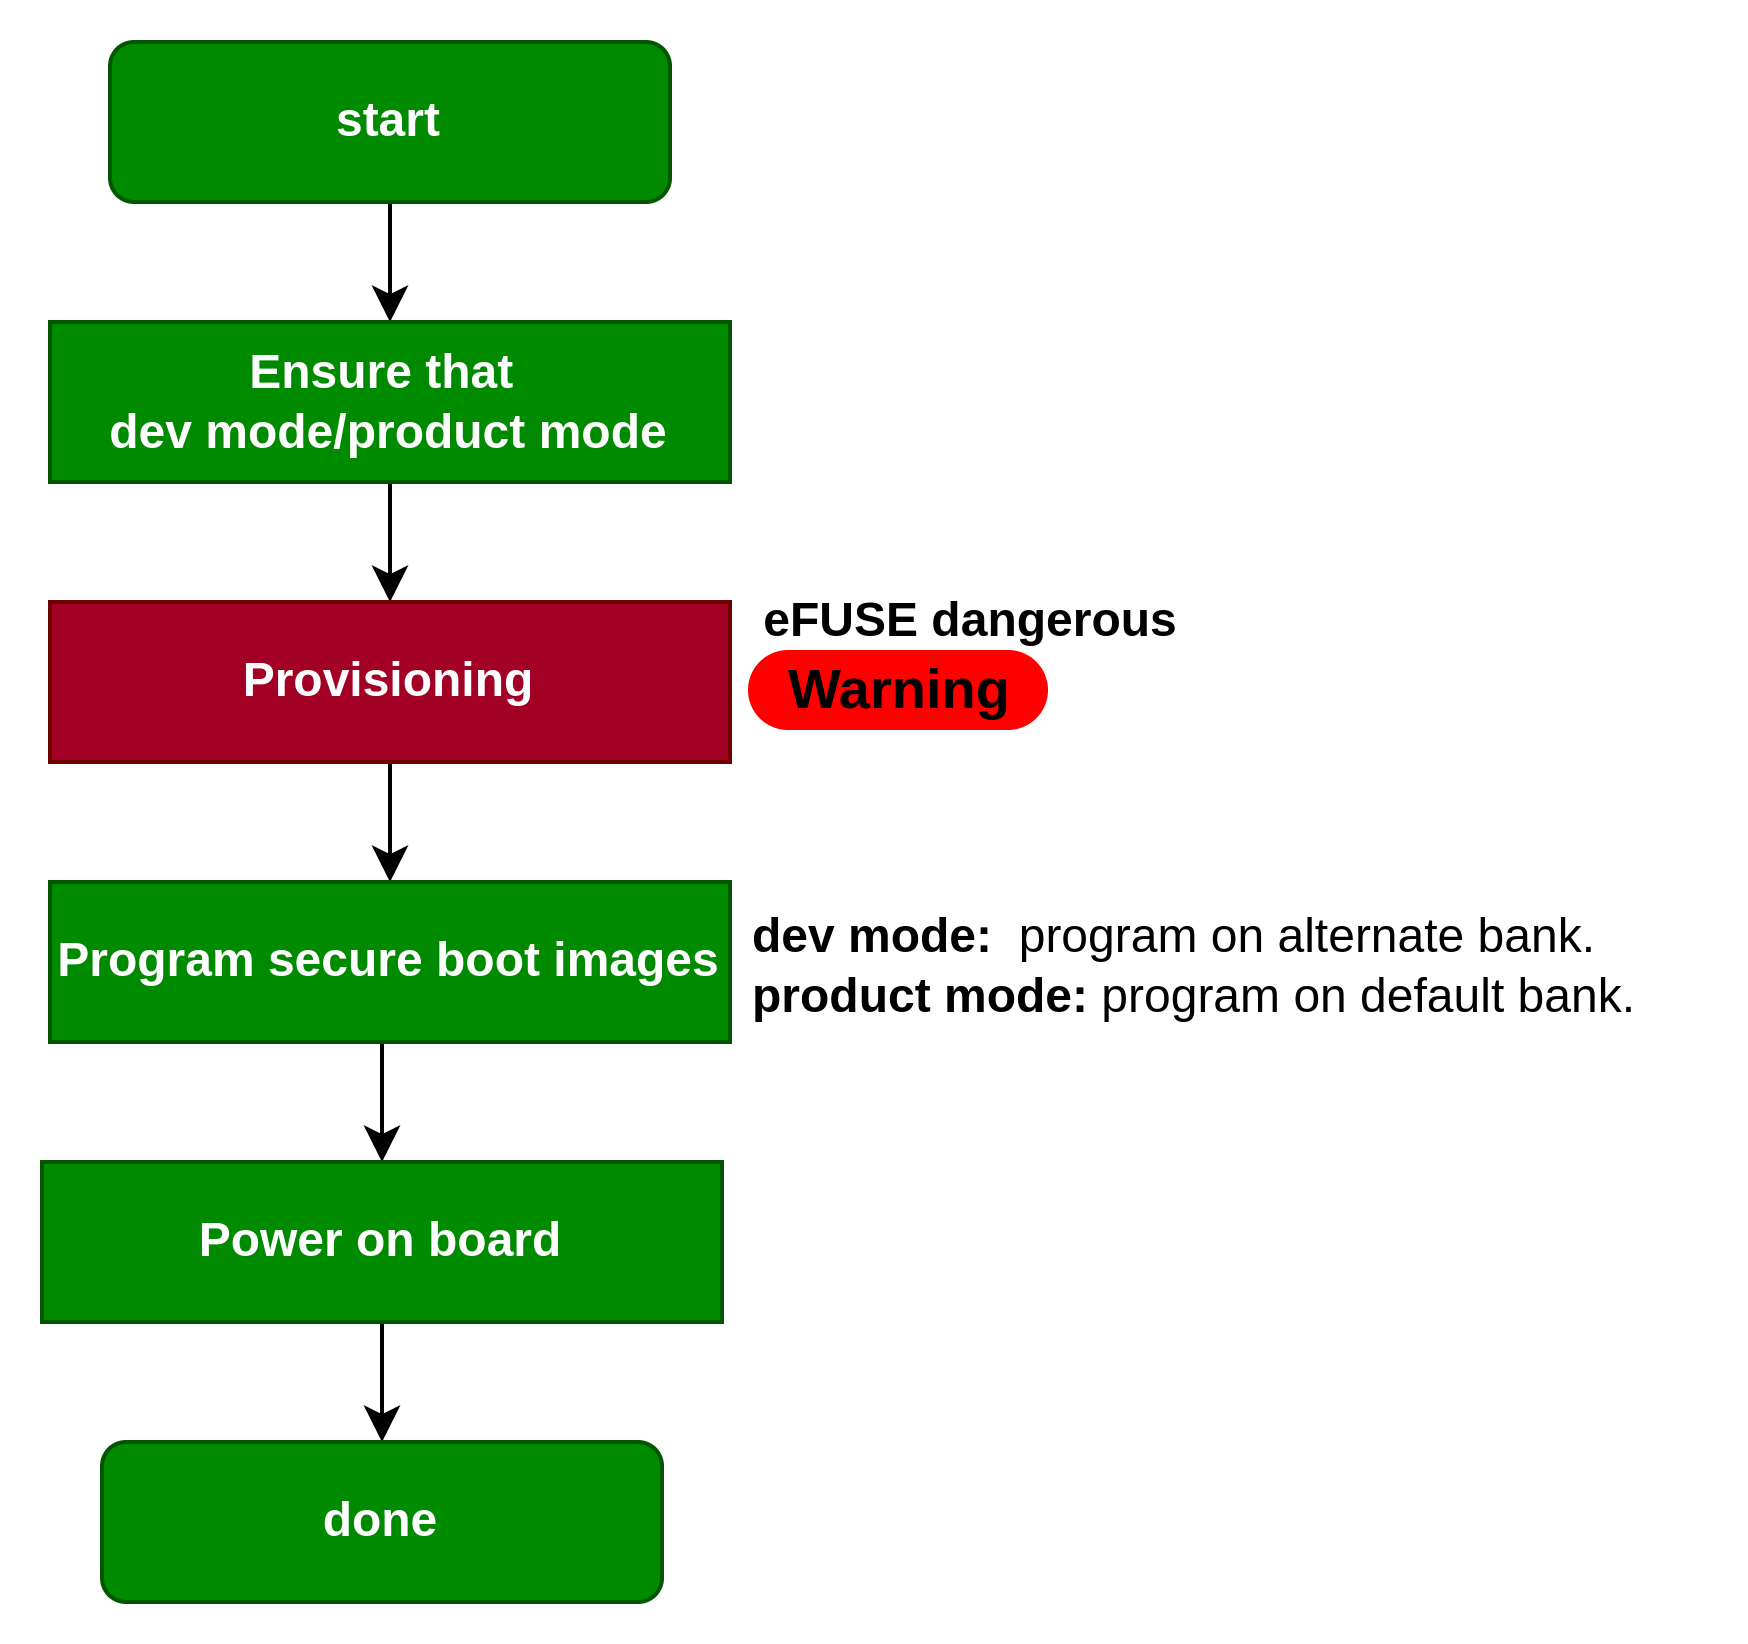 start
Ensure that
dev mode/product mode
Provisioning
eFUSE dangerous
Warning
Program secure boot images
dev mode:  program on alternate bank.
product mode: program on default bank.
Power on board
done